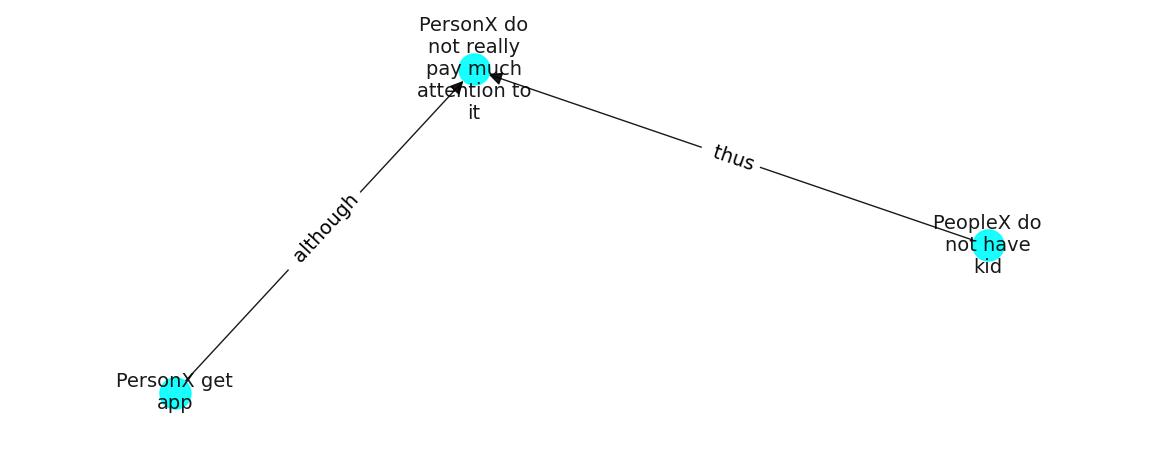 PersonX do
not really
pay much
attention to
it
thus
although
PeopleX do
not have
kid
PersonX get
app